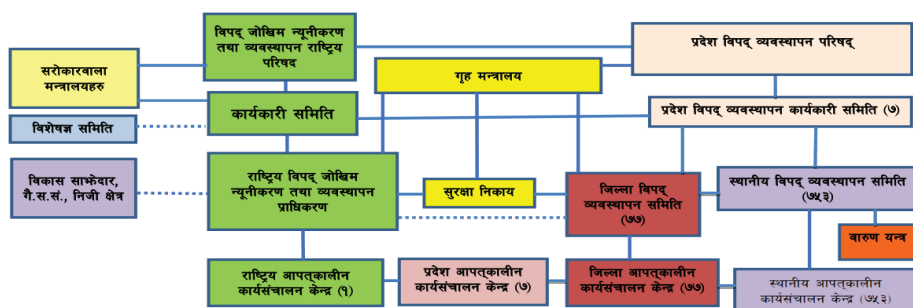 विपद् जोखिम न्यूनीकरण
तथा व्यवस्थापन राष्ट्रिय
परिषद
प्रदेश विपद् व्यवस्थापन परिषद्
सरोकारवाला
मन्त्रालयहरु
गृह मन्त्रालय
कार्यकारी समिति
प्रदेश विपद् व्यवस्थापन कार्यकारी समिति (७)
विशेषज्ञ समिति
विकास साझेदार,
गै.स.सं., निजी क्षेत्र
राष्ट्रिय विपद् जोखिम
न्यूनीकरण तथा व्यवस्थापन
प्राधिकरण
सुरक्षा निकाय
जिल्ला विपद्
व्यवस्थापन समिति
(७७)
स्थानीय विपद् व्यवस्थापन समिति
(७५३)
वारुण यन्त्र
राष्ट्रिय आपत्कालीन
कार्यसंचालन केन्द्र (१)
प्रदेश आपत्कालीन
कार्यसंचालन केन्द्र (७)
जिल्ला आपत्कालीन
कार्यसंचालन केन्द्र (७७)
स्थानीय आपत्कालीन
कार्यसंचालन केन्द्र (७५३)